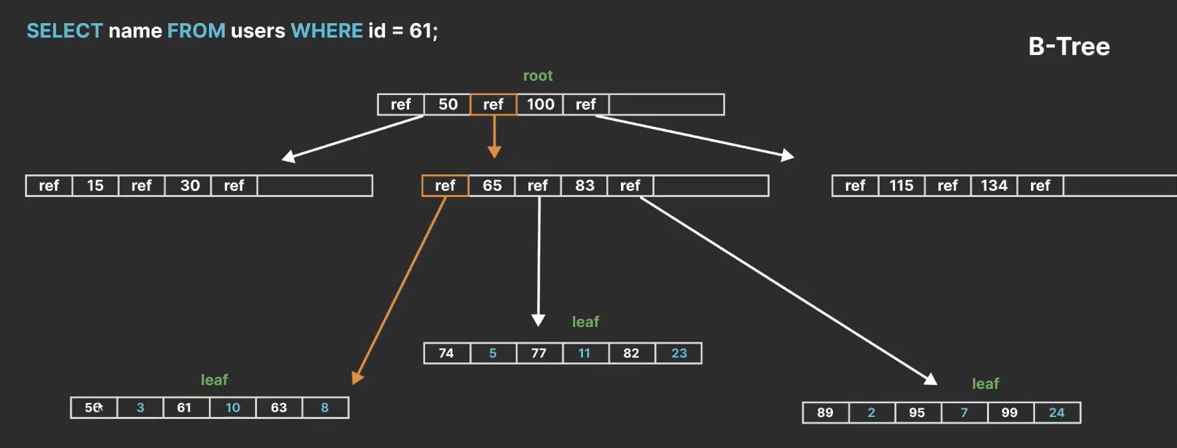 SELECT name FROM users WHERE id = 61;
B-Tree
root
ref 50 ref 100 ref
ref 15 ref 30 ref
ref 65 ref 83 ref
ref 115 ref 134 ref
leaf
74 5 77 11 82 23
leaf
3 61 10 63 8
leaf
89 2 95 7 99 24